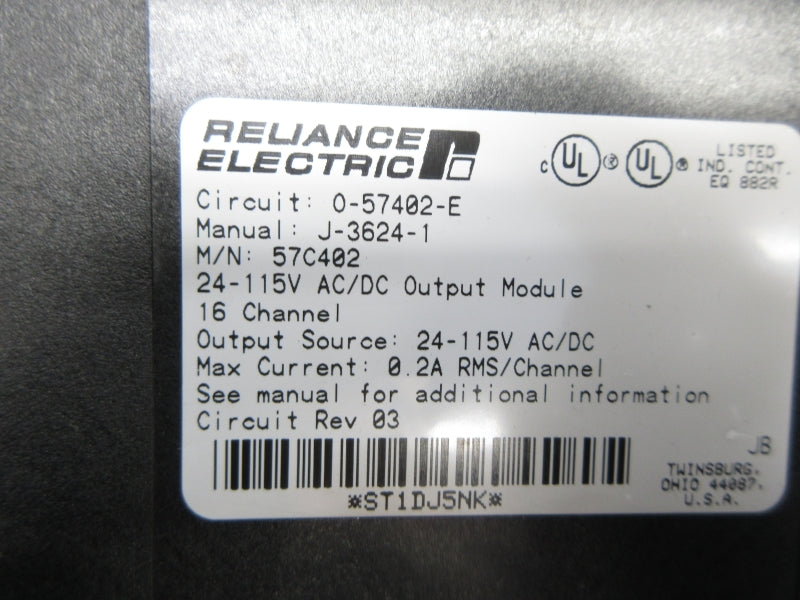 RELIANCE
ELECTRIC
c UL ® UL ®
LISTED
IND. CONT.
EQ 882R
Circuit: 0-57402-E
Manual: J-3624-1
M/N: 57C402
24-115V AC/DC Output Module
16 Channel
Output Source: 24-115V AC/DC
Max Current: 0.2A RMS/Channel
See manual for additional information
Circuit Rev 03
JB
TWINSBURG,
OHIO 44087,
U.S.A.
*ST1DJ5NK*